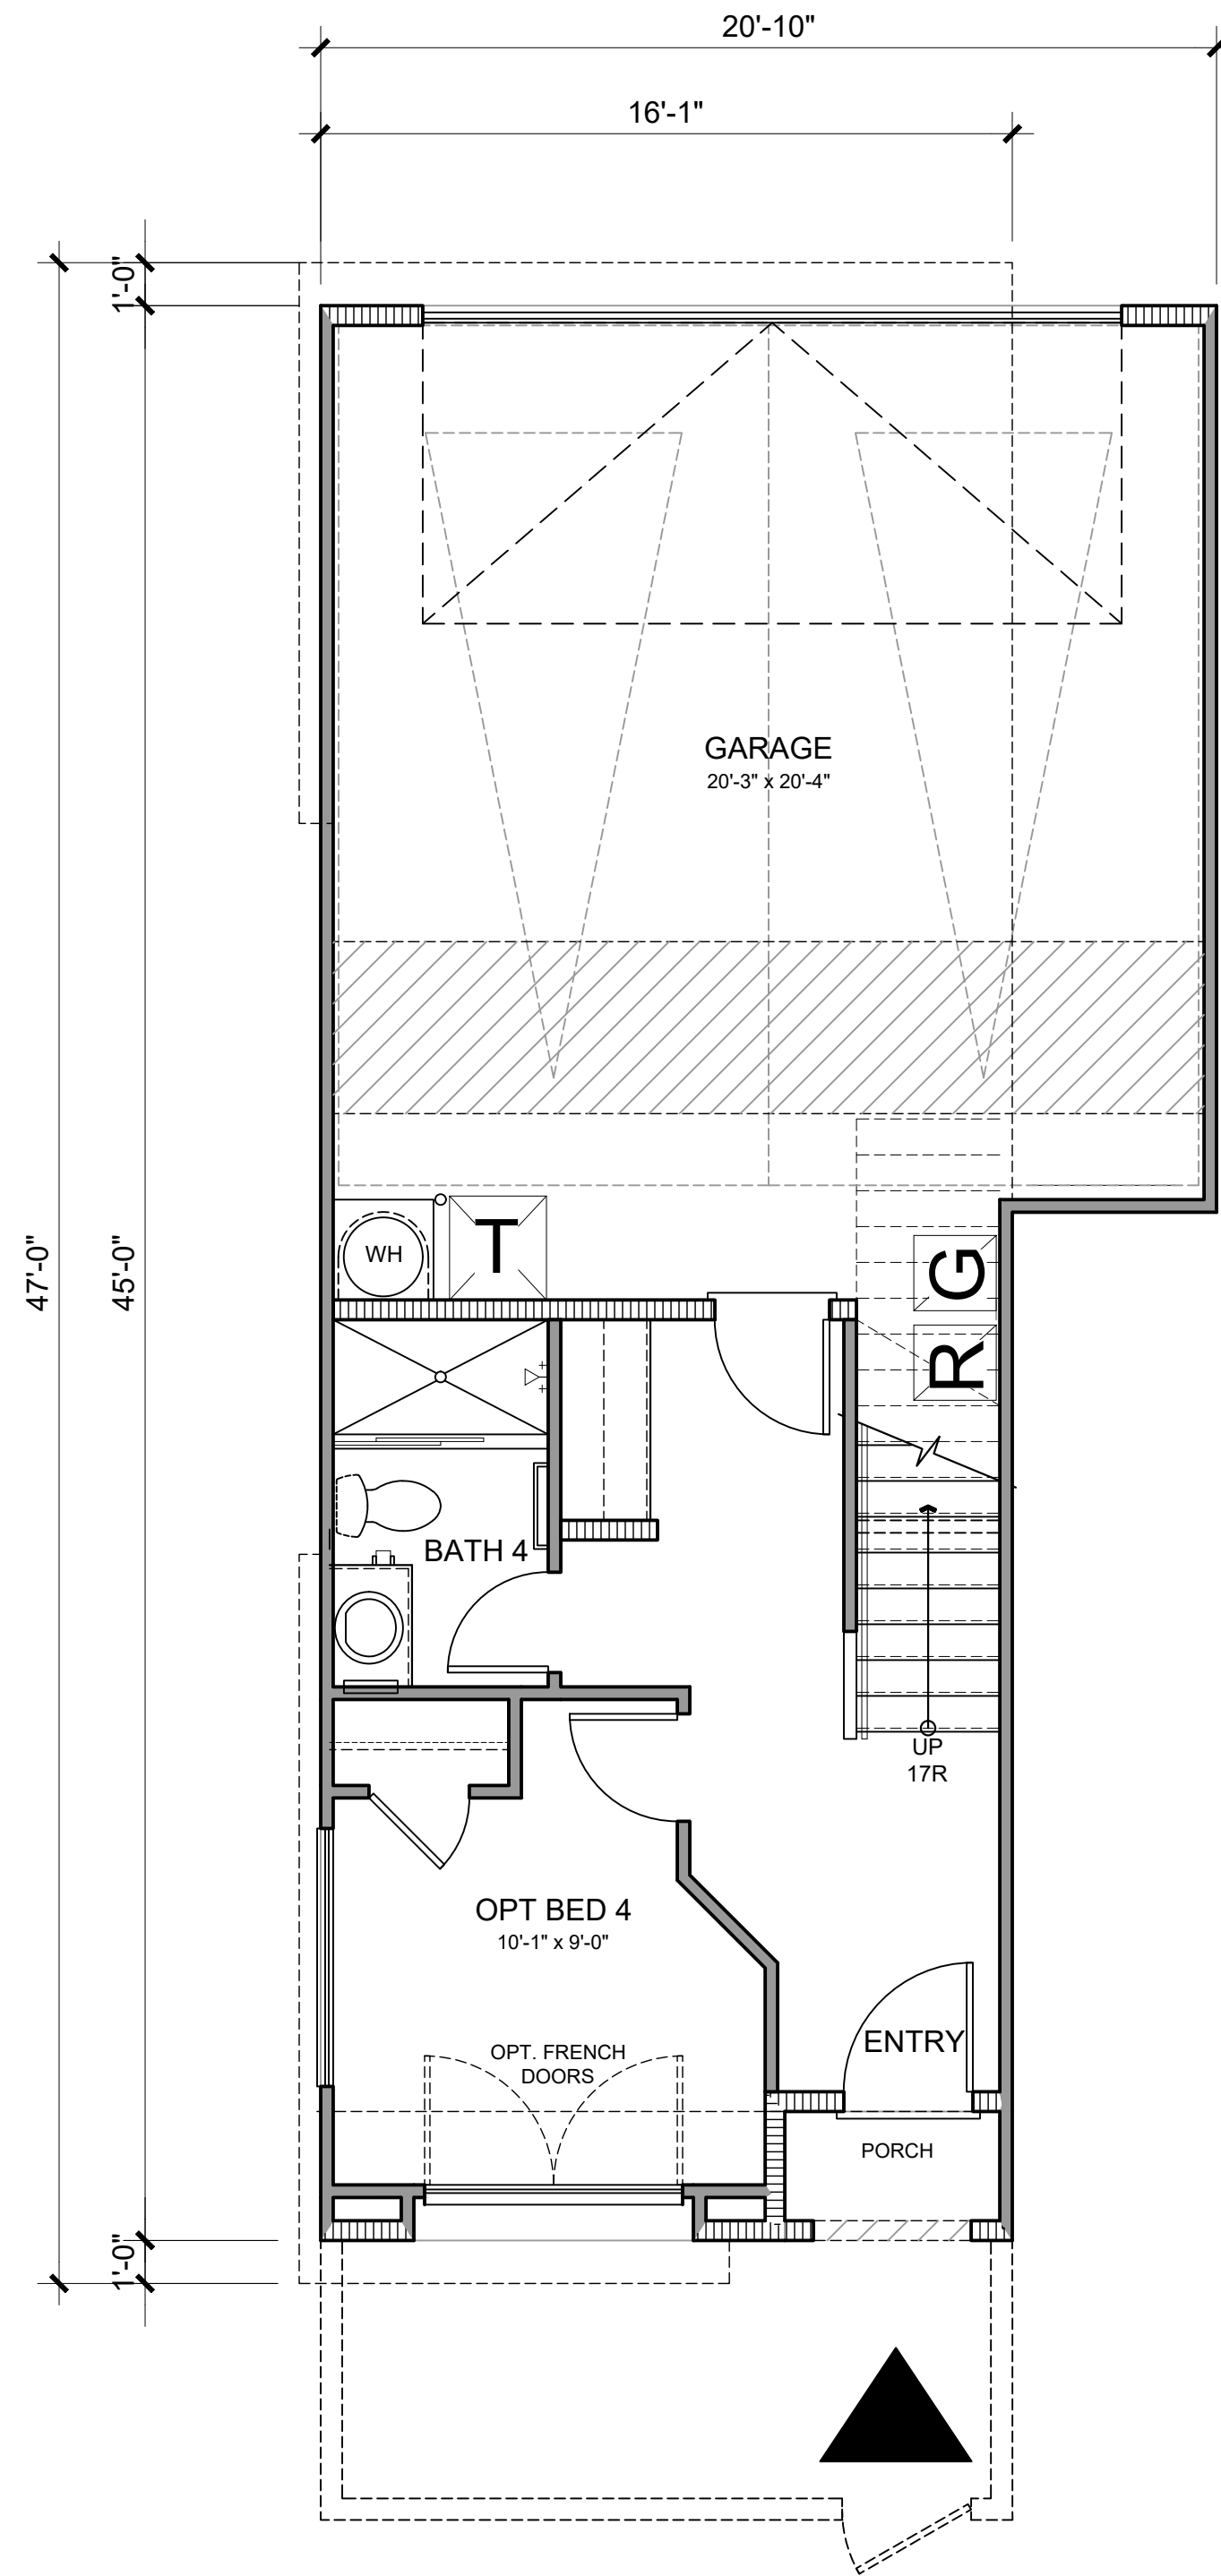 20'-10"
16'-1"
1'-0"
47'-0"
45'-0"
1'-0"
GARAGE
20'-3" x 20'-4"
WH
T
G
R
BATH 4
UP
17R
OPT BED 4
10'-1" x 9'-0"
OPT. FRENCH
DOORS
ENTRY
PORCH